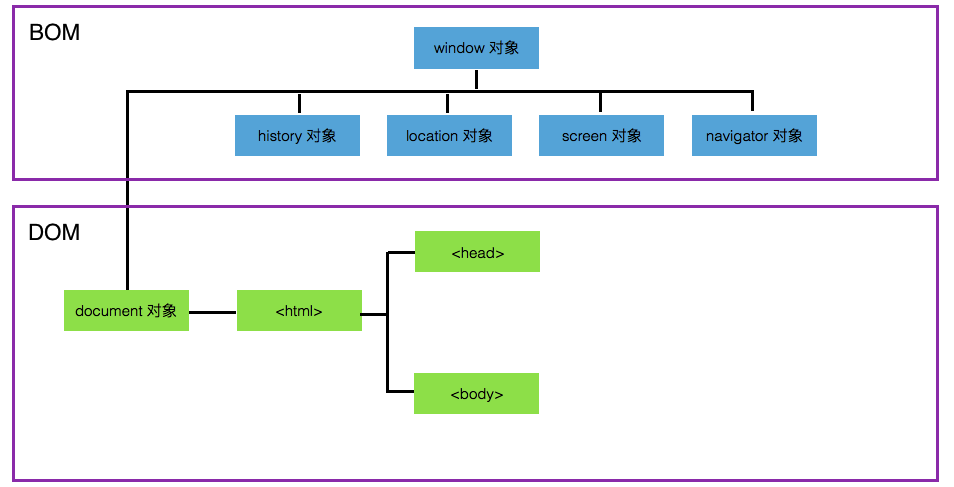 BOM
window 对象
history 对象
location 对象
screen 对象
navigator 对象
DOM
<head>
document 对象
<html>
<body>